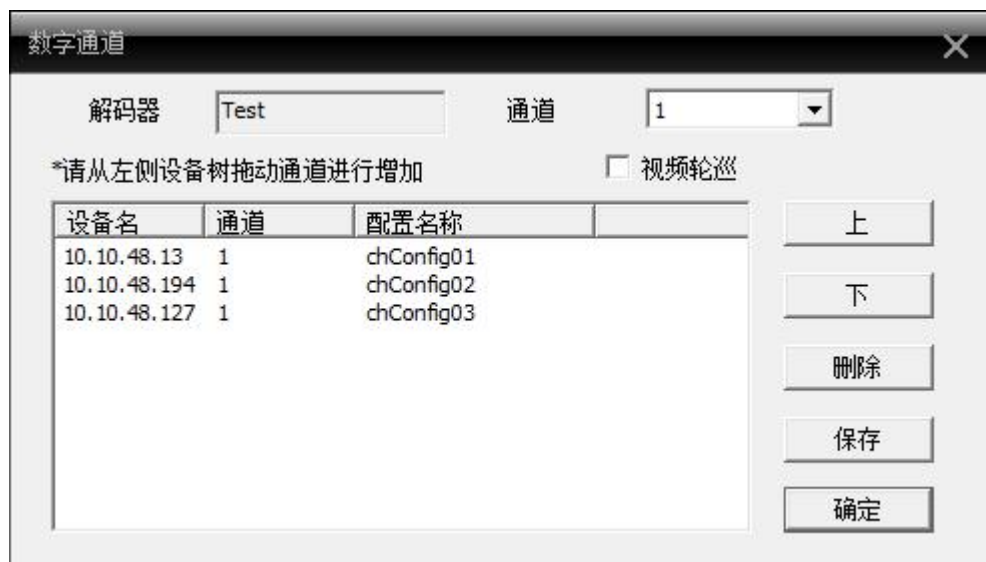 数字通道
解码器 Test 通道 1
*请从左侧设备树拖动通道进行增加 视频轮巡
设备名 通道 配置名称
10.10.48.13 1 chConfig01
10.10.48.194 1 chConfig02
10.10.48.127 1 chConfig03
上
下
删除
保存
确定